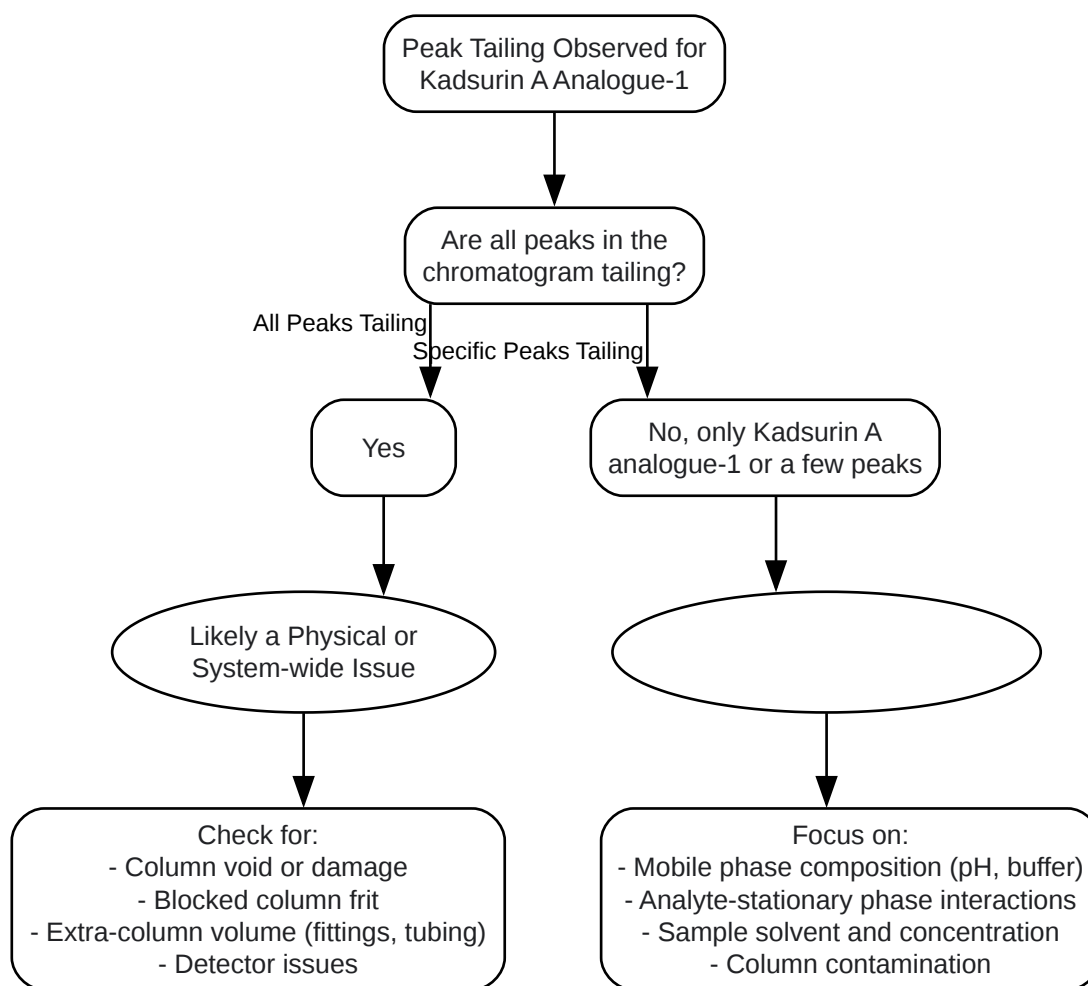 Peak Tailing Observed for
Kadsurin A Analogue-1
Are all peaks in the
chromatogram tailing?
All Peaks Tailing
Specific Peaks Tailing
Yes
No, only Kadsurin A
analogue-1 or a few peaks
Likely a Physical or
System-wide Issue
Check for:
- Column void or damage
- Blocked column frit
- Extra-column volume (fittings, tubing)
- Detector issues
Focus on:
- Mobile phase composition (pH, buffer)
- Analyte-stationary phase interactions
- Sample solvent and concentration
- Column contamination